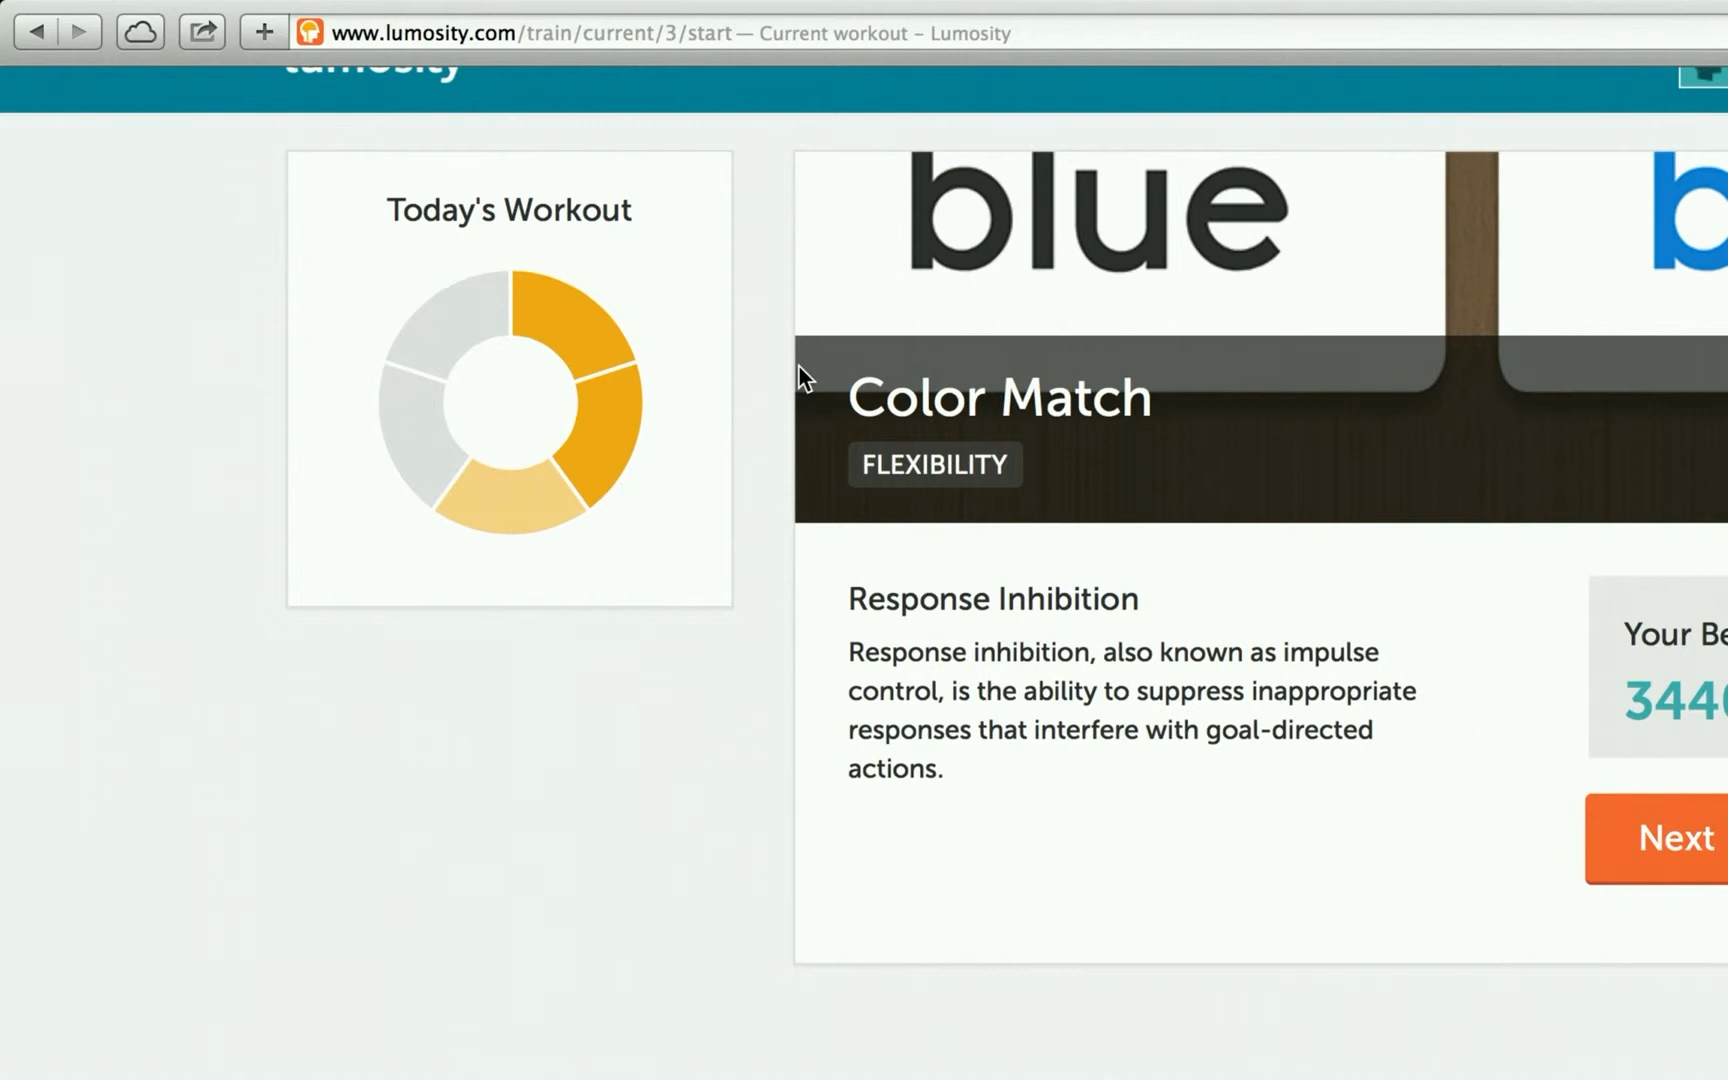 www.lumosity.com/train/current/3/start — Current workout – Lumosity
lumosity
Today's Workout
blue
Color Match
FLEXIBILITY
Response Inhibition
Response inhibition, also known as impulse
control, is the ability to suppress inappropriate
responses that interfere with goal-directed
actions.
Your
Next